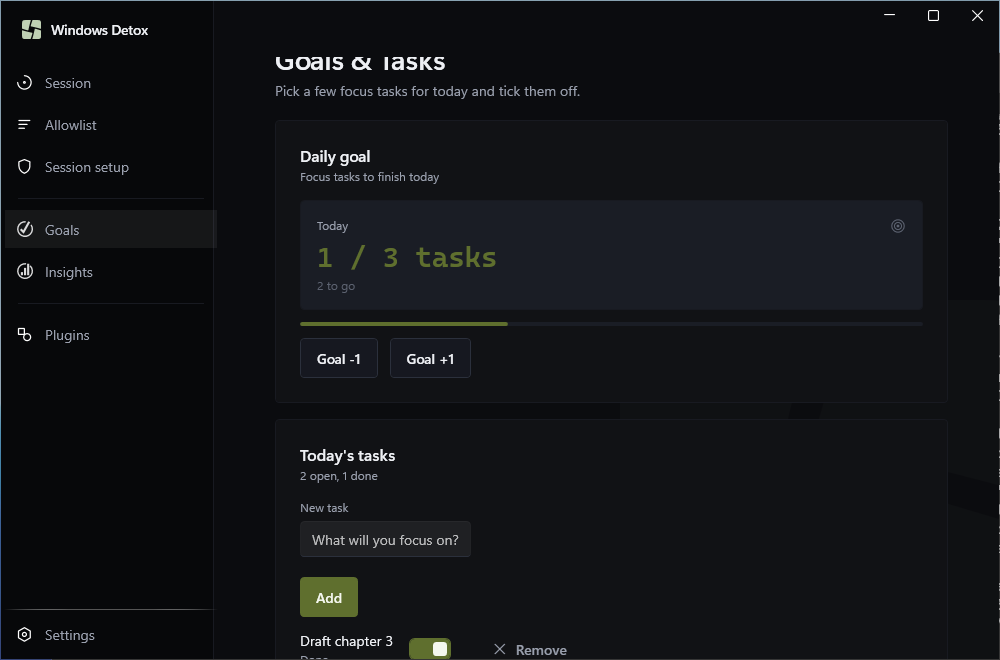 Windows Detox
Session
Allowlist
Session setup
Goals
Insights
Plugins
Settings
Goals & Tasks
Pick a few focus tasks for today and tick them off.
Daily goal
Focus tasks to finish today
Today
1 / 3 tasks
2 to go
Goal -1
Goal +1
Today's tasks
2 open, 1 done
New task
What will you focus on?
Add
Draft chapter 3
Done
Remove